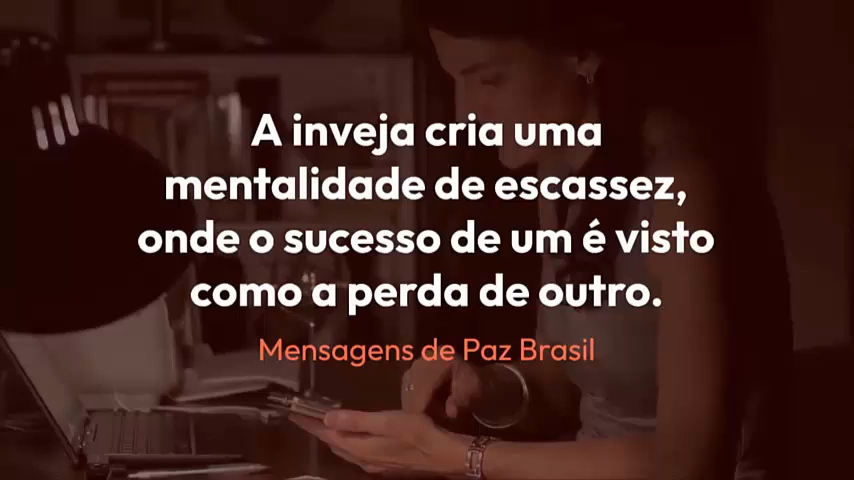 A inveja cria uma
mentalidade de escassez,
onde o sucesso de um é visto
como a perda de outro.
Mensagens de Paz Brasil